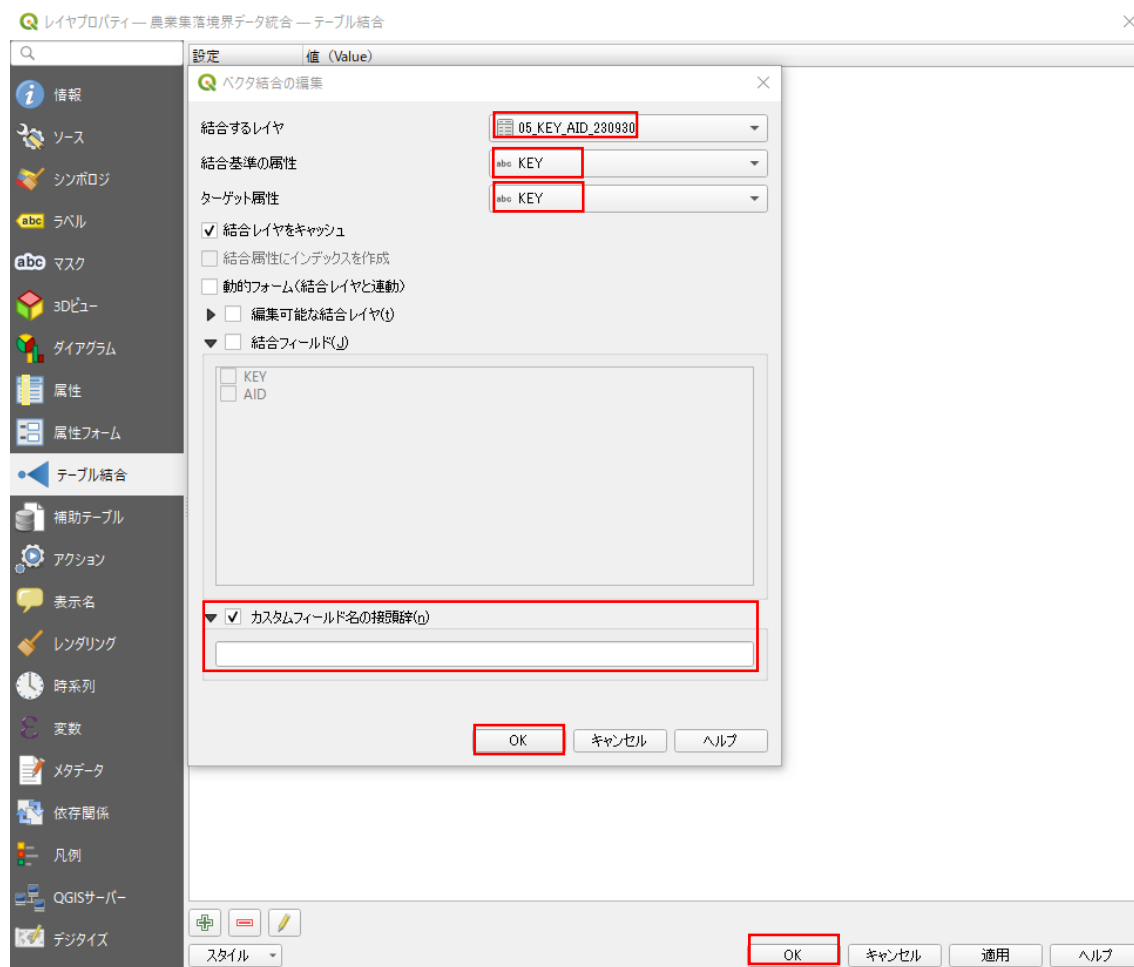 レイヤプロパティ — 農業集落境界データ統合 — テーブル結合
設定 値 (Value)
情報
ソース
シンボロジ
abc ラベル
abc マスク
3Dビュー
ダイアグラム
属性
属性フォーム
テーブル結合
補助テーブル
アクション
表示名
レンダリング
時系列
変数
メタデータ
依存関係
凡例
QGISサーバー
デジタイズ
ベクタ結合の編集
結合するレイヤ 05_KEY_AID_230930
結合基準の属性 abc KEY
ターゲット属性 abc KEY
結合レイヤをキャッシュ
結合属性にインデックスを作成
動的フォーム(結合レイヤと連動)
編集可能な結合レイヤ(t)
結合フィールド(J)
KEY
AID
カスタムフィールド名の接頭辞(n)
OK キャンセル ヘルプ
スタイル OK キャンセル 適用 ヘルプ